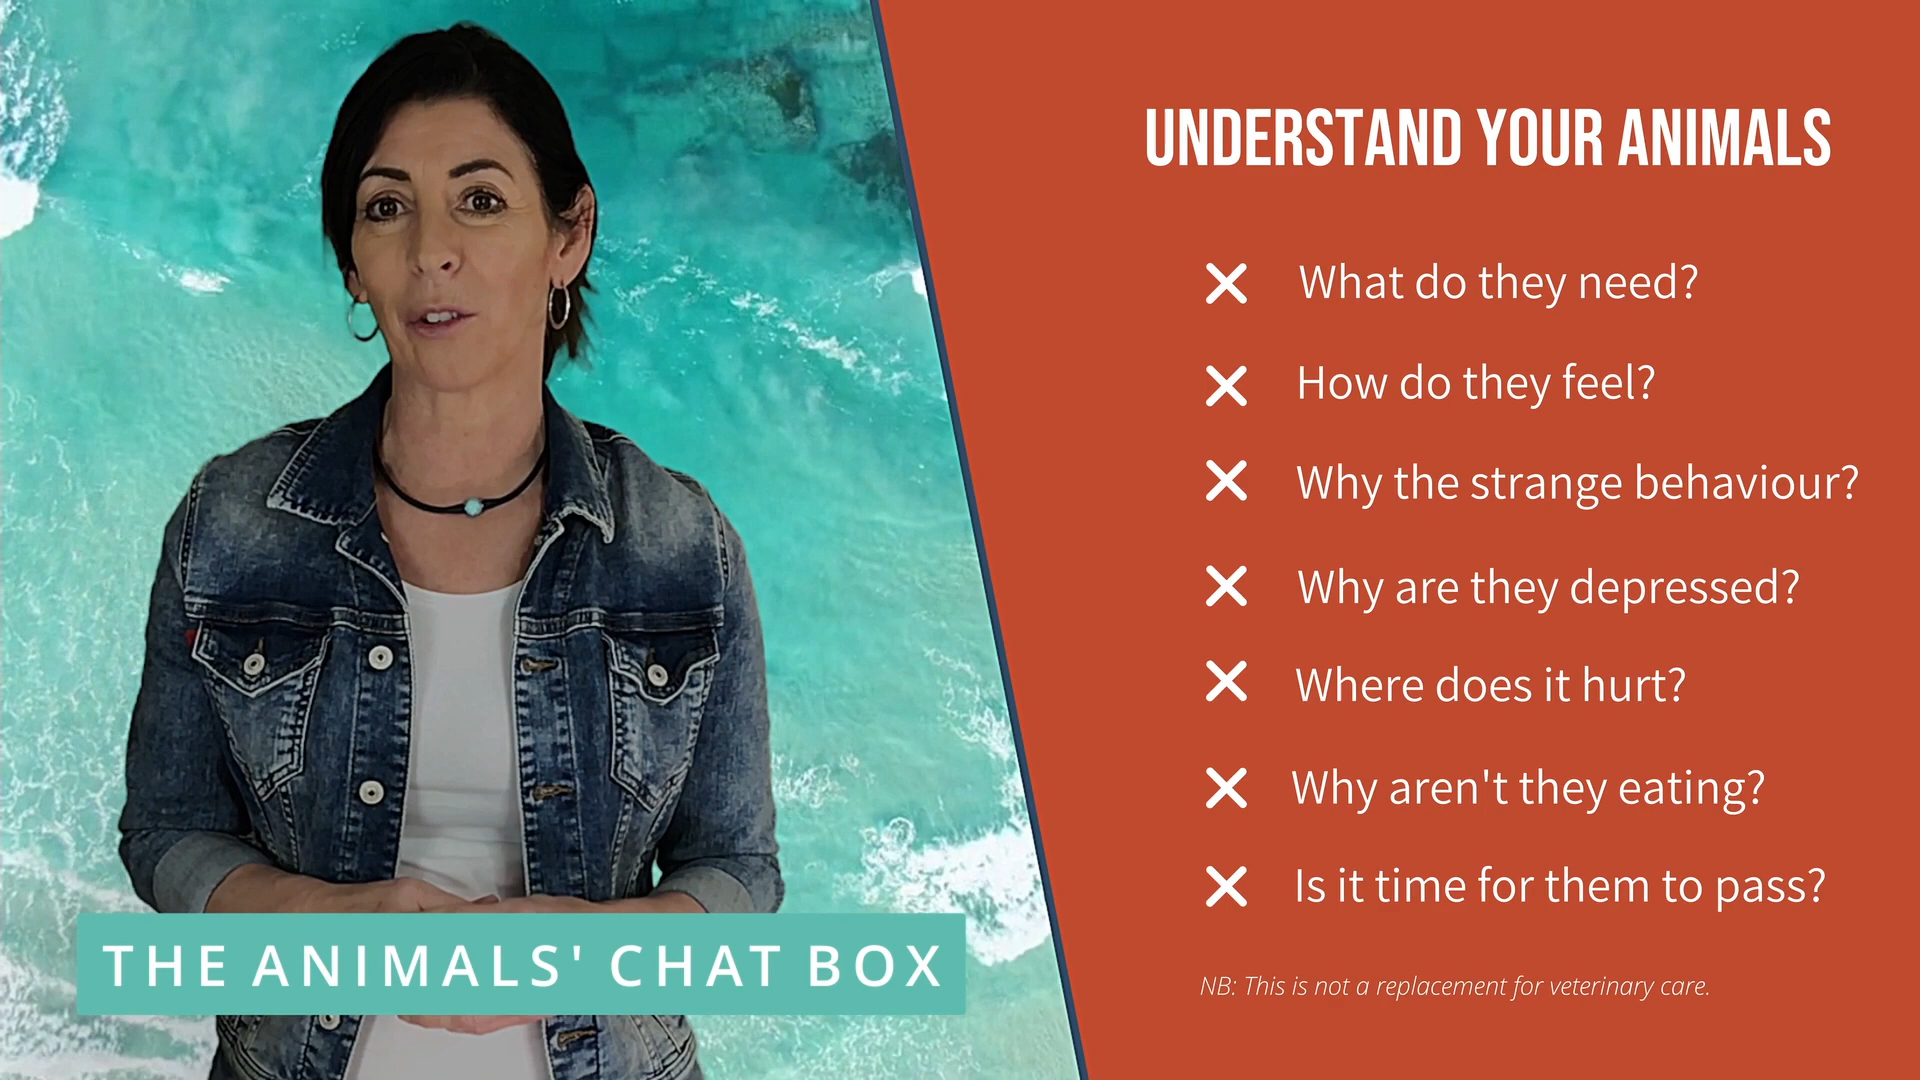 UNDERSTAND YOUR ANIMALS
What do they need?
How do they feel?
Why the strange behaviour?
Why are they depressed?
Where does it hurt?
Why aren't they eating?
Is it time for them to pass?
NB: This is not a replacement for veterinary care.
THE ANIMALS' CHAT BOX